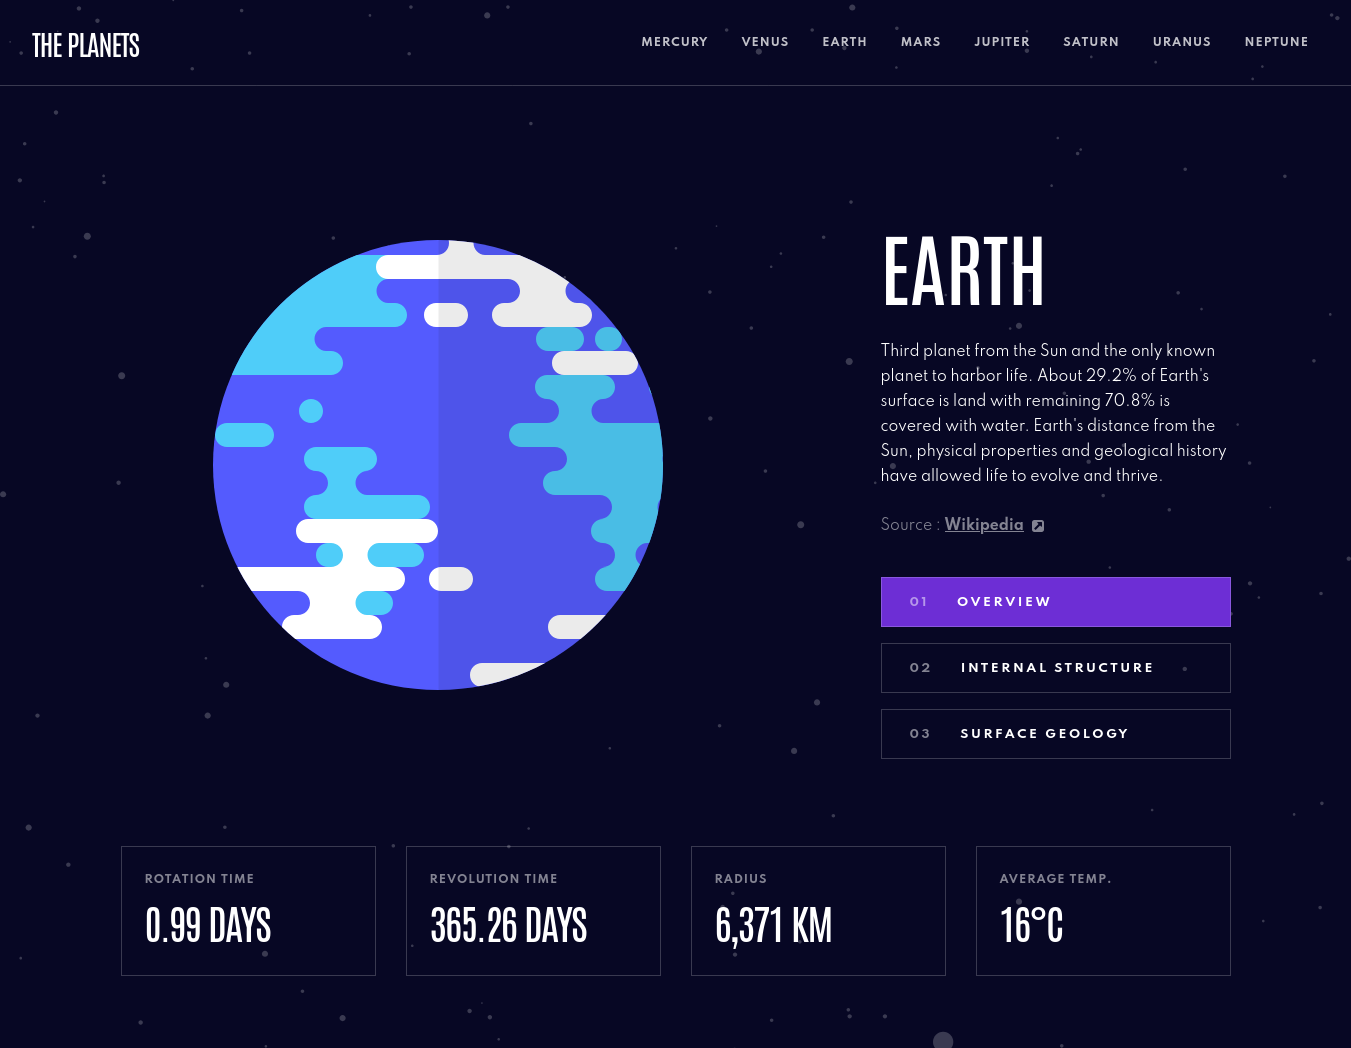 THE PLANETS
MERCURY VENUS EARTH MARS JUPITER SATURN URANUS NEPTUNE
EARTH
Third planet from the Sun and the only known
planet to harbor life. About 29.2% of Earth's
surface is land with remaining 70.8% is
covered with water. Earth's distance from the
Sun, physical properties and geological history
have allowed life to evolve and thrive.
Source : Wikipedia
01 OVERVIEW
02 INTERNAL STRUCTURE
03 SURFACE GEOLOGY
ROTATION TIME
0.99 DAYS
REVOLUTION TIME
365.26 DAYS
RADIUS
6,371 KM
AVERAGE TEMP.
16°C